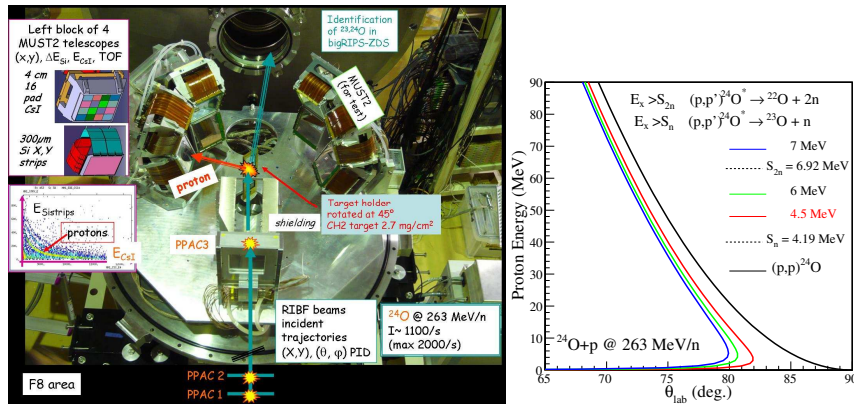 Left block of 4
MUST2 telescopes
(x,y), ΔE_Si, E_CsI, TOF
4 cm
16
pad
CsI
300μm
Si X,Y
strips
E_Sistrips
protons
E_CsI
Identification
of ²³,²⁴O in
bigRIPS-ZDS
MUST2
(for test)
proton
shielding
Target holder
rotated at 45º
CH2 target 2.7 mg/cm²
PPAC3
RIBF beams
incident
trajectories
(X,Y), (θ, φ) PID
²⁴O @ 263 MeV/n
I~ 1100/s
(max 2000/s)
F8 area
PPAC 2
PPAC 1
Proton Energy (MeV)
90
80
70
60
50
40
30
20
10
0
E_x >S_2n (p,p')²⁴O* → ²²O + 2n
E_x >S_n (p,p')²⁴O* → ²³O + n
7 MeV
S_2n = 6.92 MeV
6 MeV
4.5 MeV
S_n = 4.19 MeV
(p,p)²⁴O
²⁴O+p @ 263 MeV/n
65 70 75 80 85 90
θ_lab (deg.)